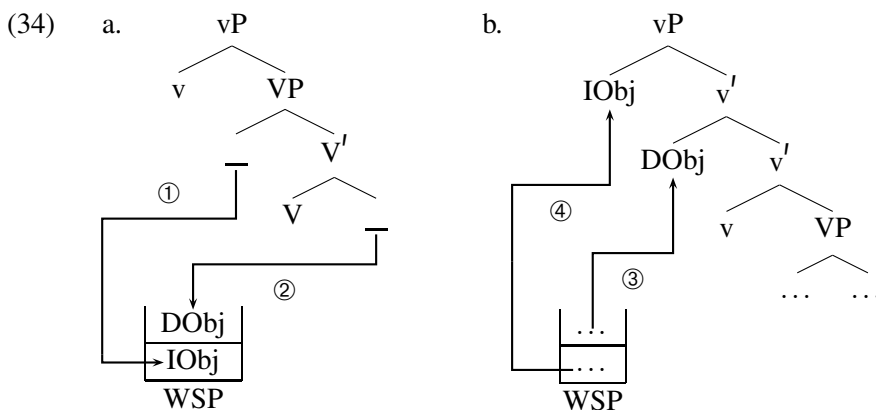 (34) a. vP b. vP
v VP IObj v′
V′ DObj v′
① V ④ v VP
② ③ ... ...
DObj ...
IObj ...
WSP WSP